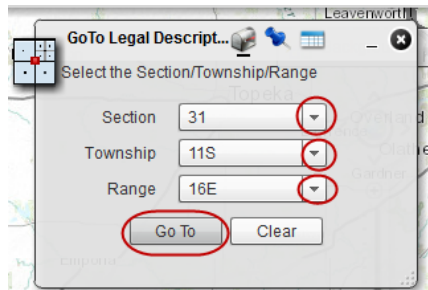 Leavenworth
GoTo Legal Descript...
Select the Section/Township/Range
Topeka
Section 31
Township 11S
Range 16E
Gardner
Go To Clear
Emporia